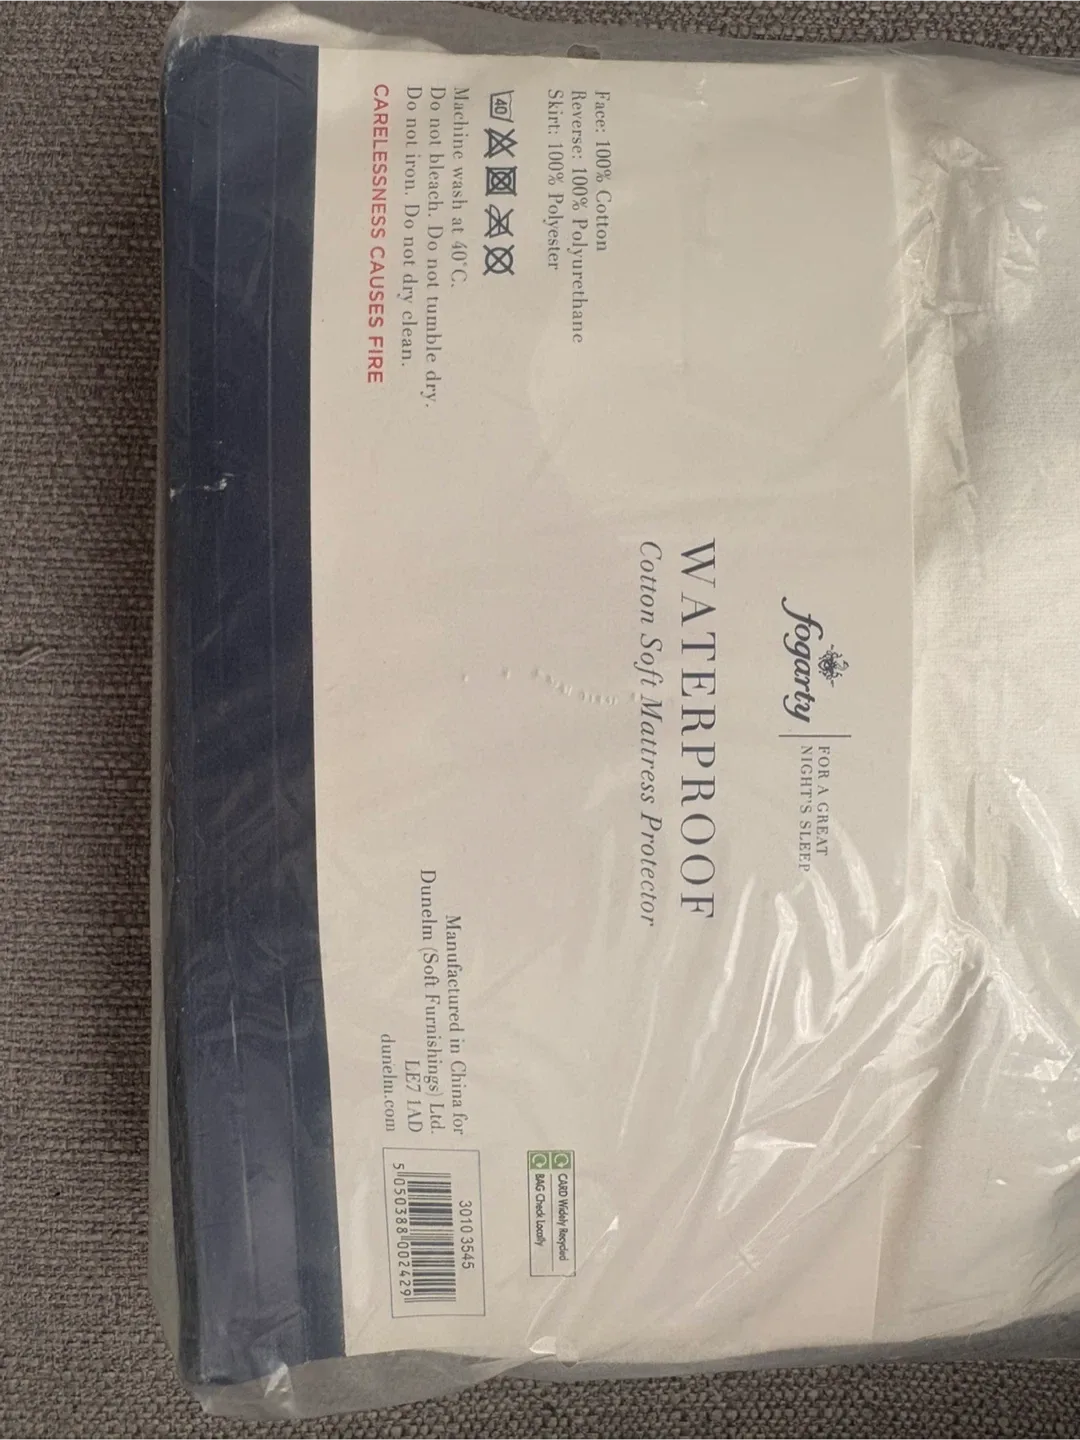 fogarty
FOR A GREAT
NIGHT'S SLEEP
WATERPROOF
Cotton Soft Mattress Protector
Face: 100% Cotton
Reverse: 100% Polyurethane
Skirt: 100% Polyester
40
Machine wash at 40°C.
Do not bleach. Do not tumble dry.
Do not iron. Do not dry clean.
CARELESSNESS CAUSES FIRE
CARD Widely Recycled
BAG Check Locally
Manufactured in China for
Dunelm (Soft Furnishings) Ltd.
LE7 1AD
dunelm.com
3010 3545
5 050388 002429